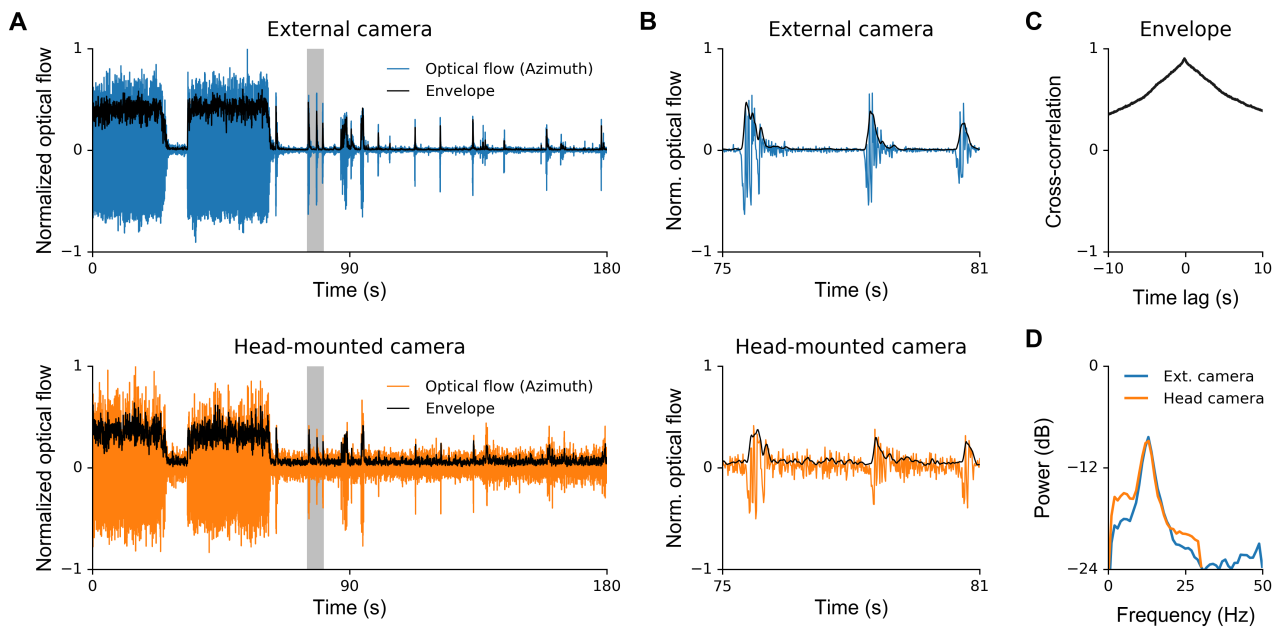 A
External camera
Normalized optical flow
1
0
−1
Optical flow (Azimuth)
Envelope
0
90
180
Time (s)
Head-mounted camera
Normalized optical flow
1
0
−1
Optical flow (Azimuth)
Envelope
0
90
180
Time (s)
B
External camera
Norm. optical flow
1
0
−1
75
81
Time (s)
Head-mounted camera
Norm. optical flow
1
0
−1
75
81
Time (s)
C
Envelope
Cross-correlation
1
0
−1
−10
0
10
Time lag (s)
D
Power (dB)
0
−12
−24
Ext. camera
Head camera
0
25
50
Frequency (Hz)